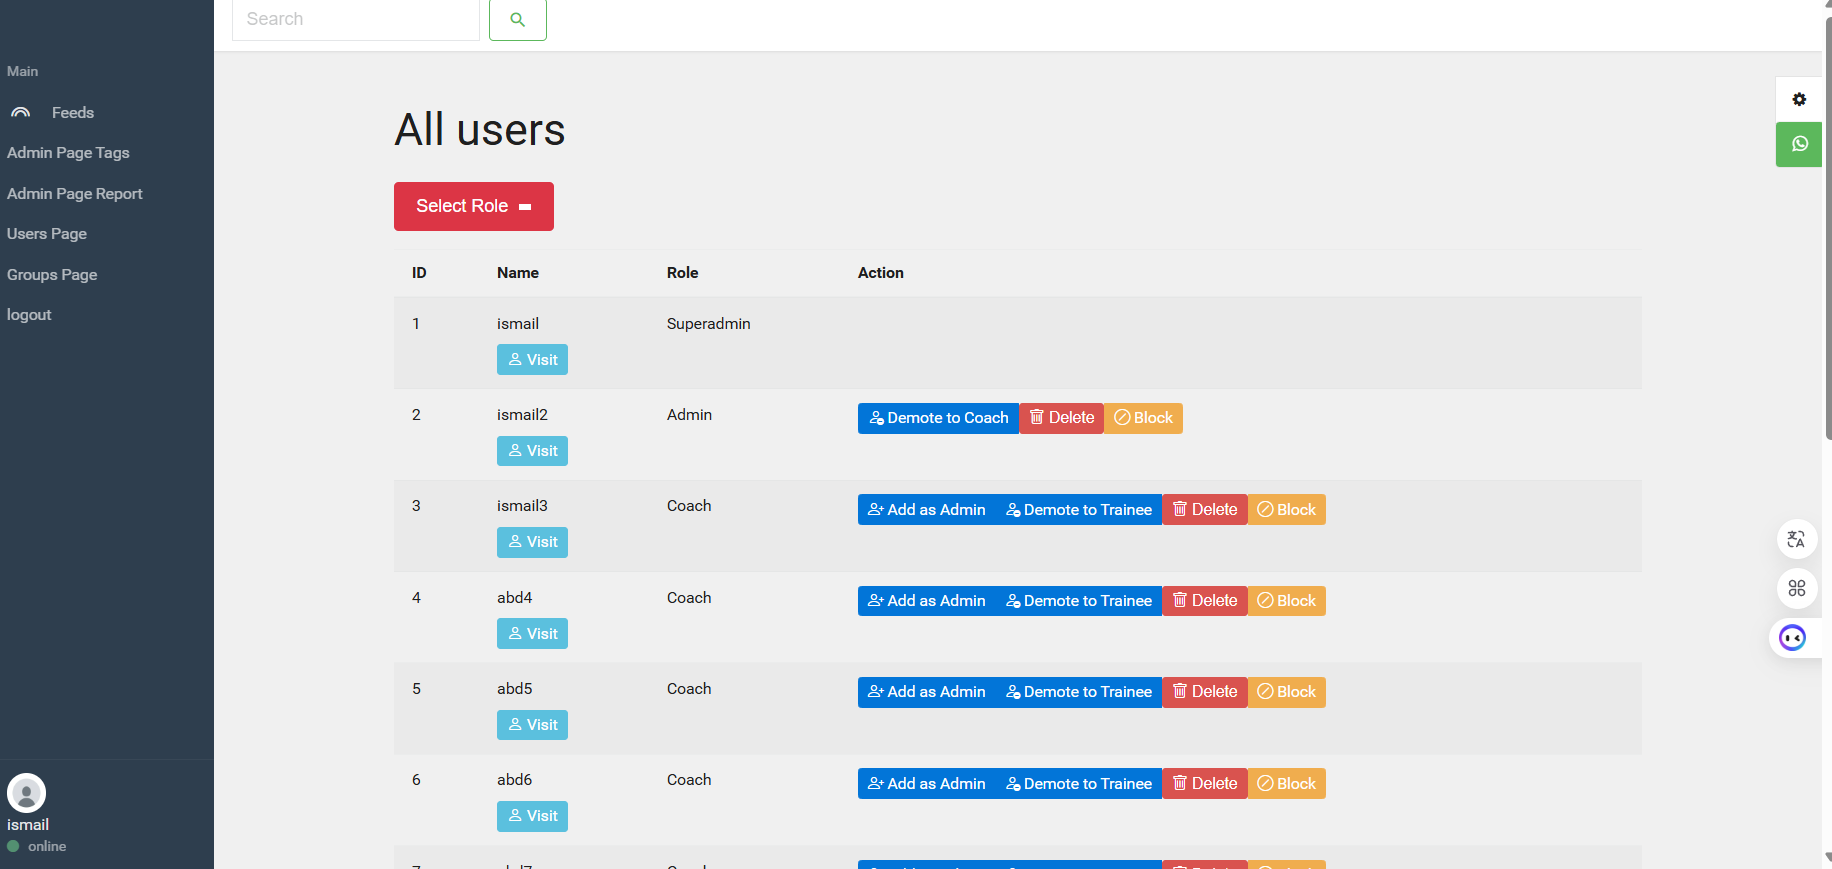 Search
Main
Feeds
Admin Page Tags
Admin Page Report
Users Page
Groups Page
logout
ismail
online
All users
Select Role
ID Name Role Action
1 ismail Superadmin
Visit
2 ismail2 Admin Demote to Coach Delete Block
Visit
3 ismail3 Coach Add as Admin Demote to Trainee Delete Block
Visit
4 abd4 Coach Add as Admin Demote to Trainee Delete Block
Visit
5 abd5 Coach Add as Admin Demote to Trainee Delete Block
Visit
6 abd6 Coach Add as Admin Demote to Trainee Delete Block
Visit